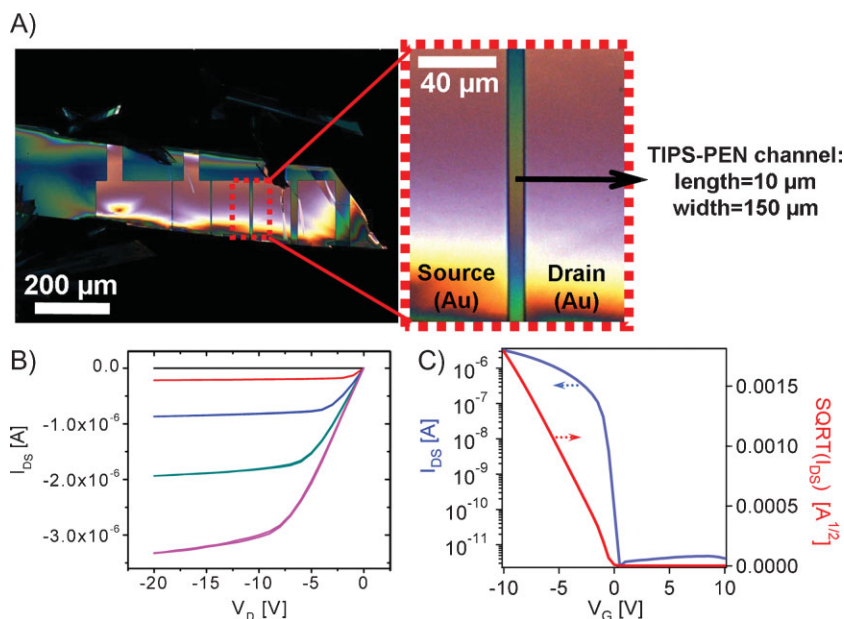 A)
200 µm
40 µm
Source
(Au)
Drain
(Au)
TIPS-PEN channel:
length=10 µm
width=150 µm
B)
0.0
-1.0x10⁻⁶
-2.0x10⁻⁶
-3.0x10⁻⁶
I_DS [A]
-20
-15
-10
-5
0
V_D [V]
C)
10⁻⁶
10⁻⁷
10⁻⁸
10⁻⁹
10⁻¹⁰
10⁻¹¹
I_DS [A]
0.0015
0.0010
0.0005
0.0000
SQRT(I_DS) [A^1/2]
-10
-5
0
5
10
V_G [V]